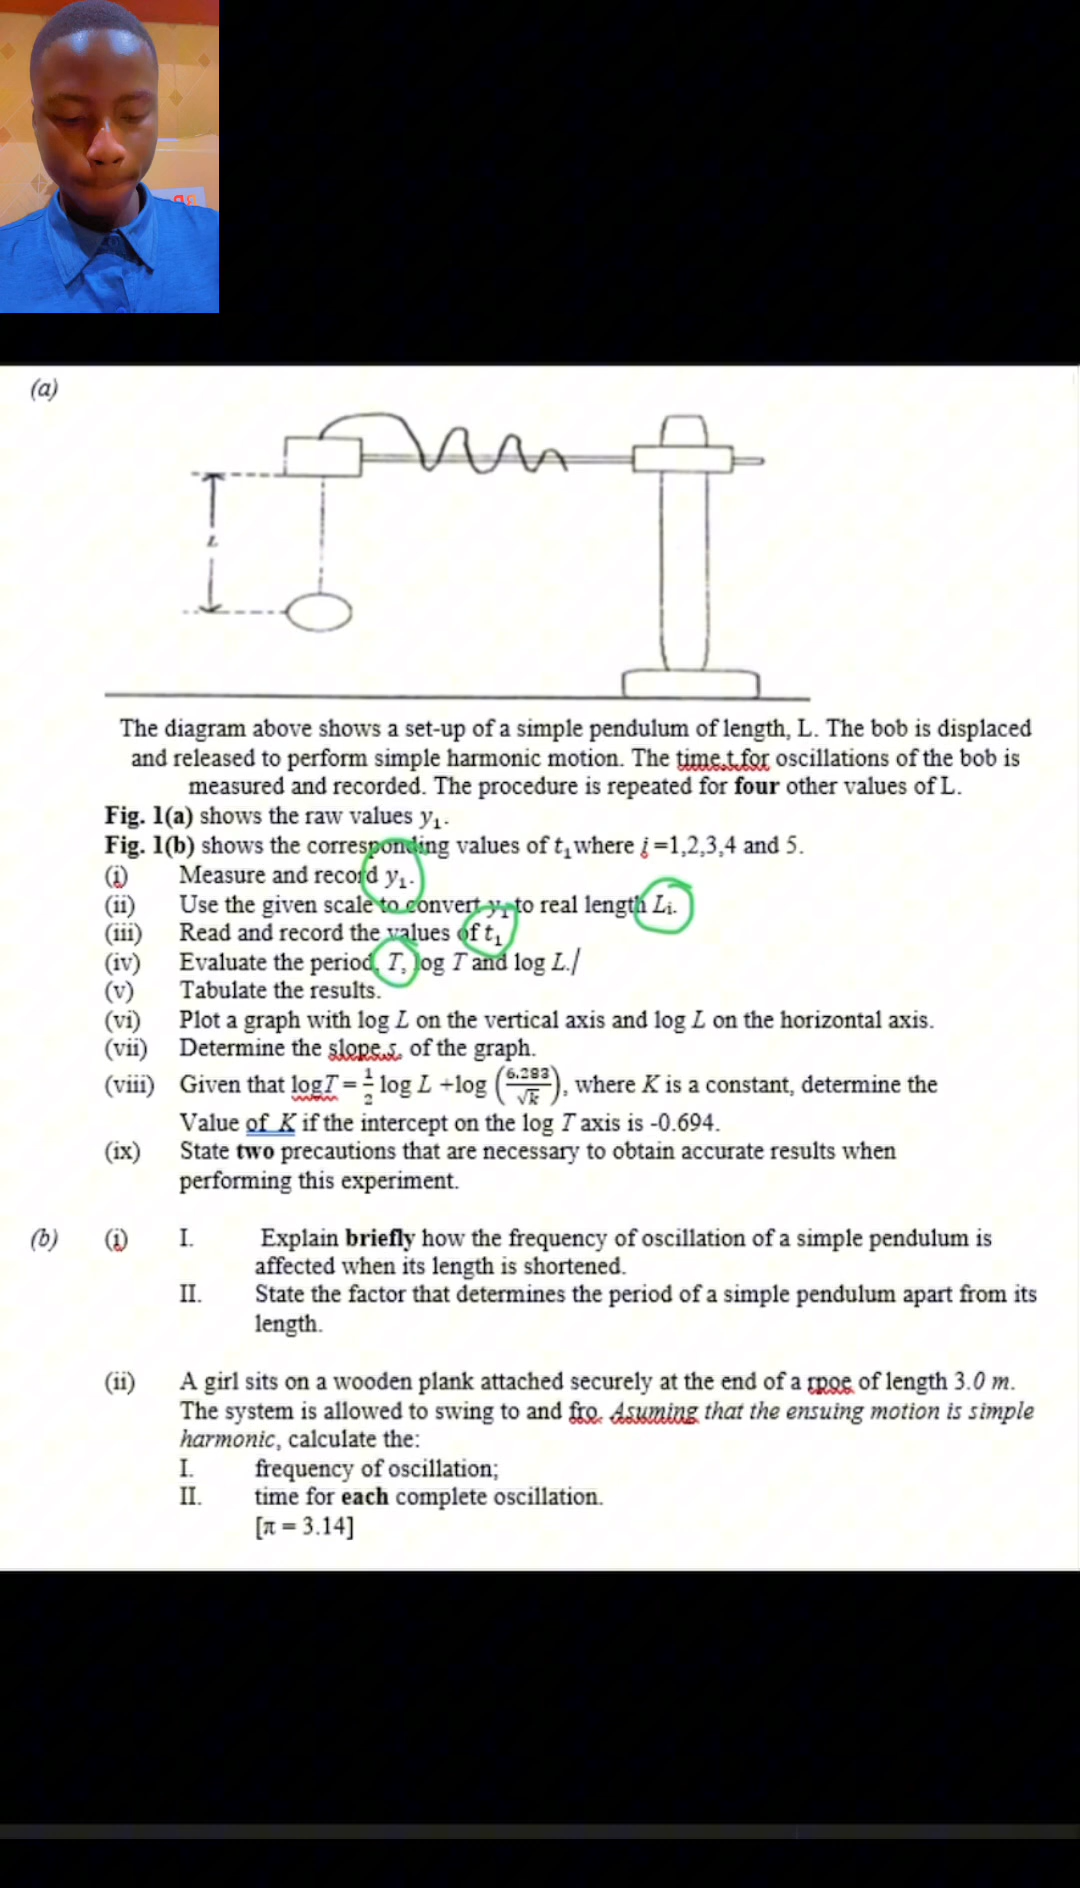 (a)
L
The diagram above shows a set-up of a simple pendulum of length, L. The bob is displaced
and released to perform simple harmonic motion. The time,t,for oscillations of the bob is
measured and recorded. The procedure is repeated for four other values of L.
Fig. 1(a) shows the raw values y₁.
Fig. 1(b) shows the corresponding values of t₁ where i =1,2,3,4 and 5.
(i) Measure and record y₁.
(ii) Use the given scale to convert y₁ to real length Lᵢ.
(iii) Read and record the values of t₁
(iv) Evaluate the period, T, log T and log L./
(v) Tabulate the results.
(vi) Plot a graph with log L on the vertical axis and log L on the horizontal axis.
(vii) Determine the slope,s, of the graph.
(viii) Given that logT = 1/2 log L +log (6.283/√k), where K is a constant, determine the
Value of K if the intercept on the log T axis is -0.694.
(ix) State two precautions that are necessary to obtain accurate results when
performing this experiment.
(b) (i) I. Explain briefly how the frequency of oscillation of a simple pendulum is
affected when its length is shortened.
II. State the factor that determines the period of a simple pendulum apart from its
length.
(ii) A girl sits on a wooden plank attached securely at the end of a rpoe of length 3.0 m.
The system is allowed to swing to and fro. Asuming that the ensuing motion is simple
harmonic, calculate the:
I. frequency of oscillation;
II. time for each complete oscillation.
[π = 3.14]